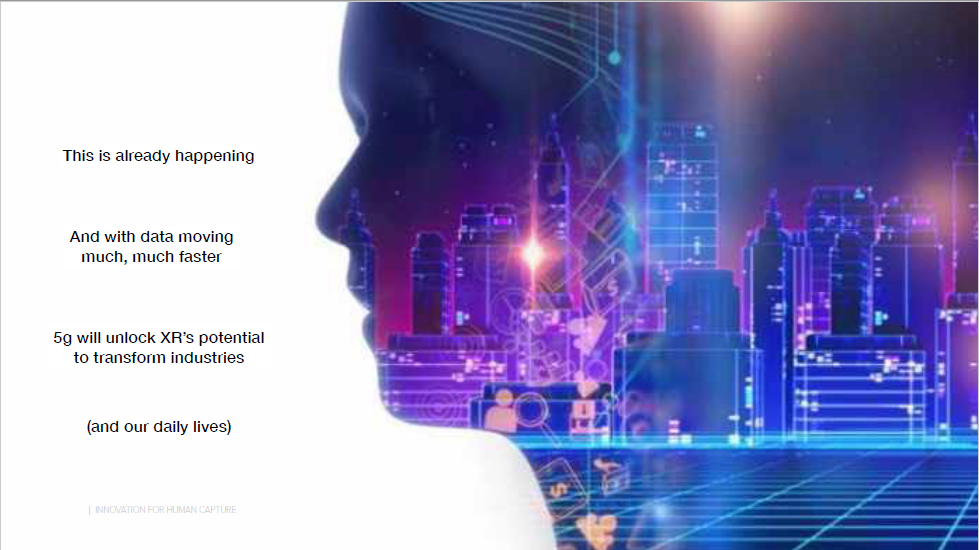 This is already happening
And with data moving
much, much faster
5g will unlock XR's potential
to transform industries
(and our daily lives)
| INNOVATION FOR HUMAN CAPTURE